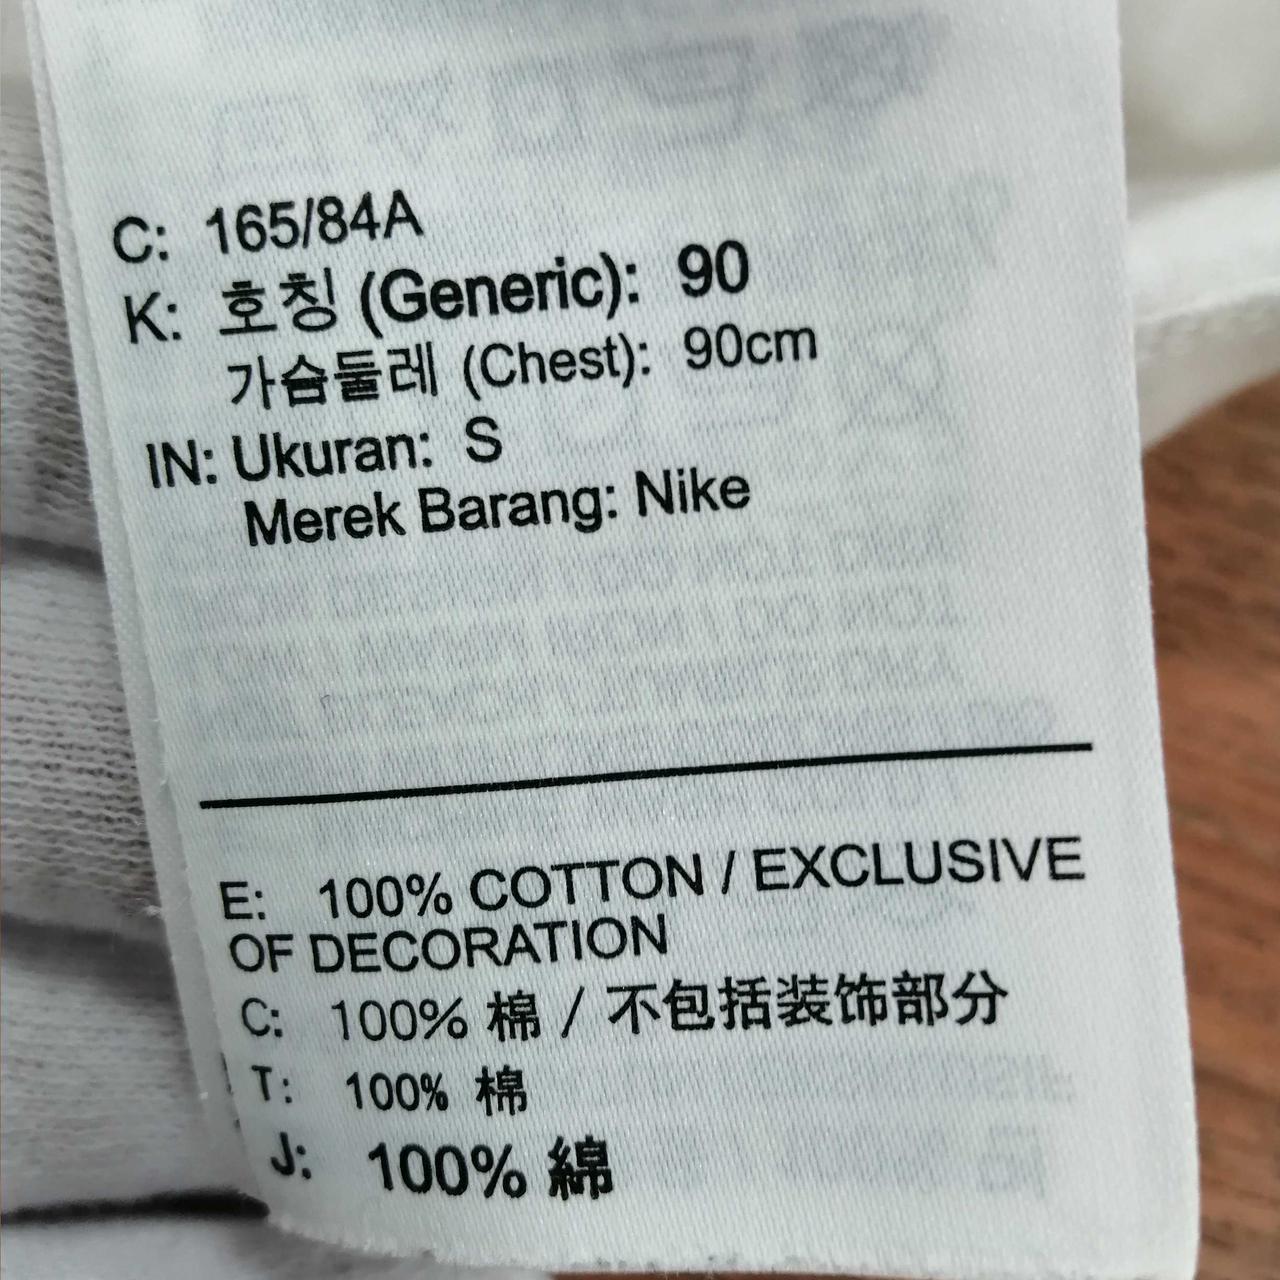 C: 165/84A
K: 호칭 (Generic): 90
가슴둘레 (Chest): 90cm
IN: Ukuran: S
Merek Barang: Nike
E: 100% COTTON / EXCLUSIVE
OF DECORATION
C: 100% 棉 / 不包括装饰部分
T: 100% 棉
J: 100% 綿